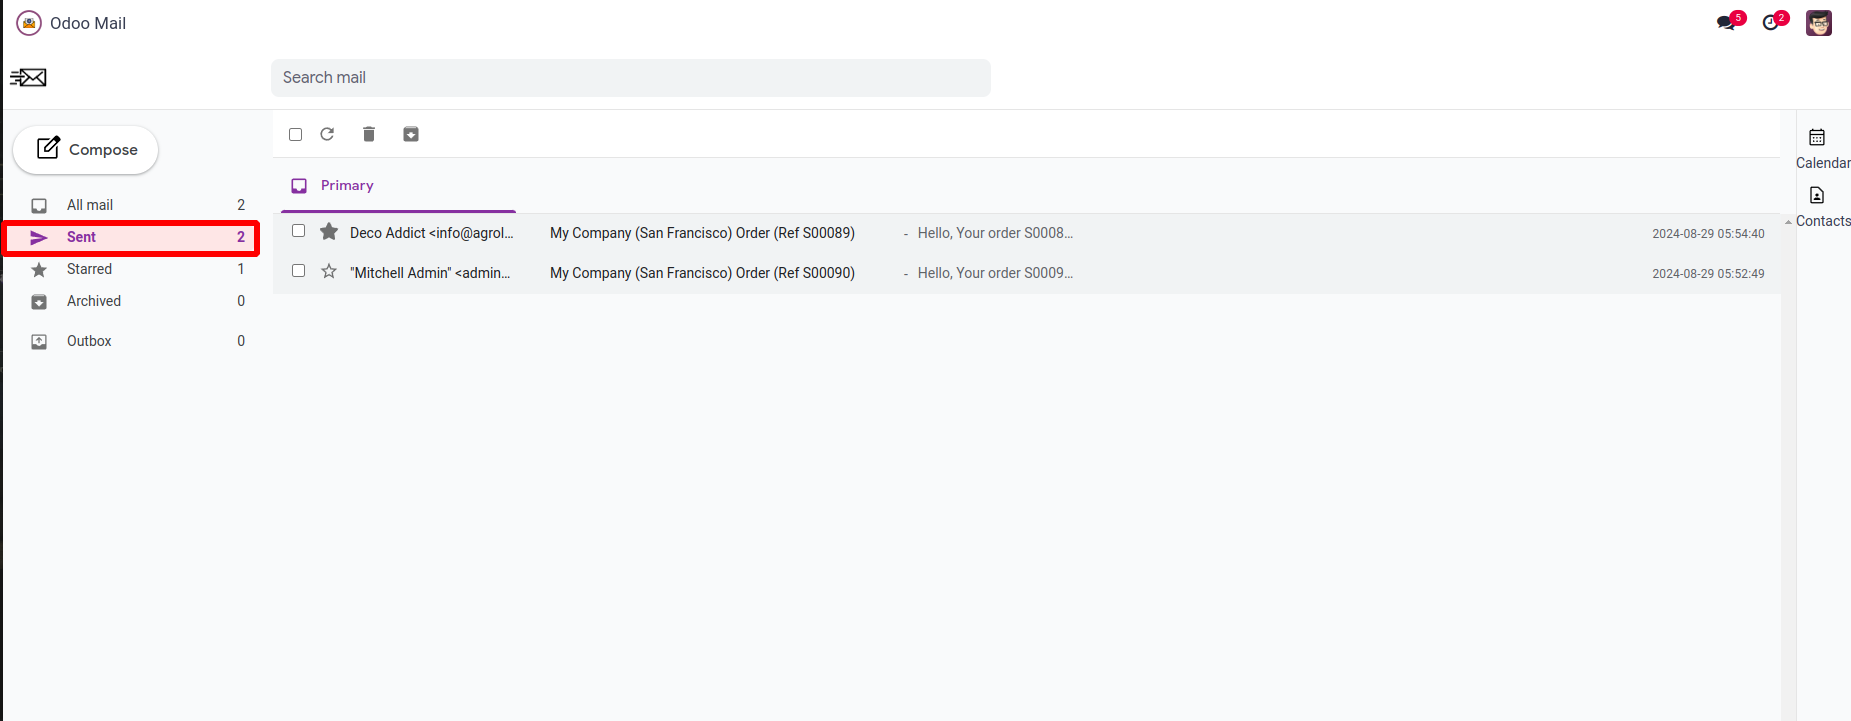 Odoo Mail
5
2
Search mail
Compose
All mail 2
Sent 2
Starred 1
Archived 0
Outbox 0
Primary
Deco Addict <info@agrol... My Company (San Francisco) Order (Ref S00089) - Hello, Your order S0008... 2024-08-29 05:54:40
"Mitchell Admin" <admin... My Company (San Francisco) Order (Ref S00090) - Hello, Your order S0009... 2024-08-29 05:52:49
Calendar
Contacts